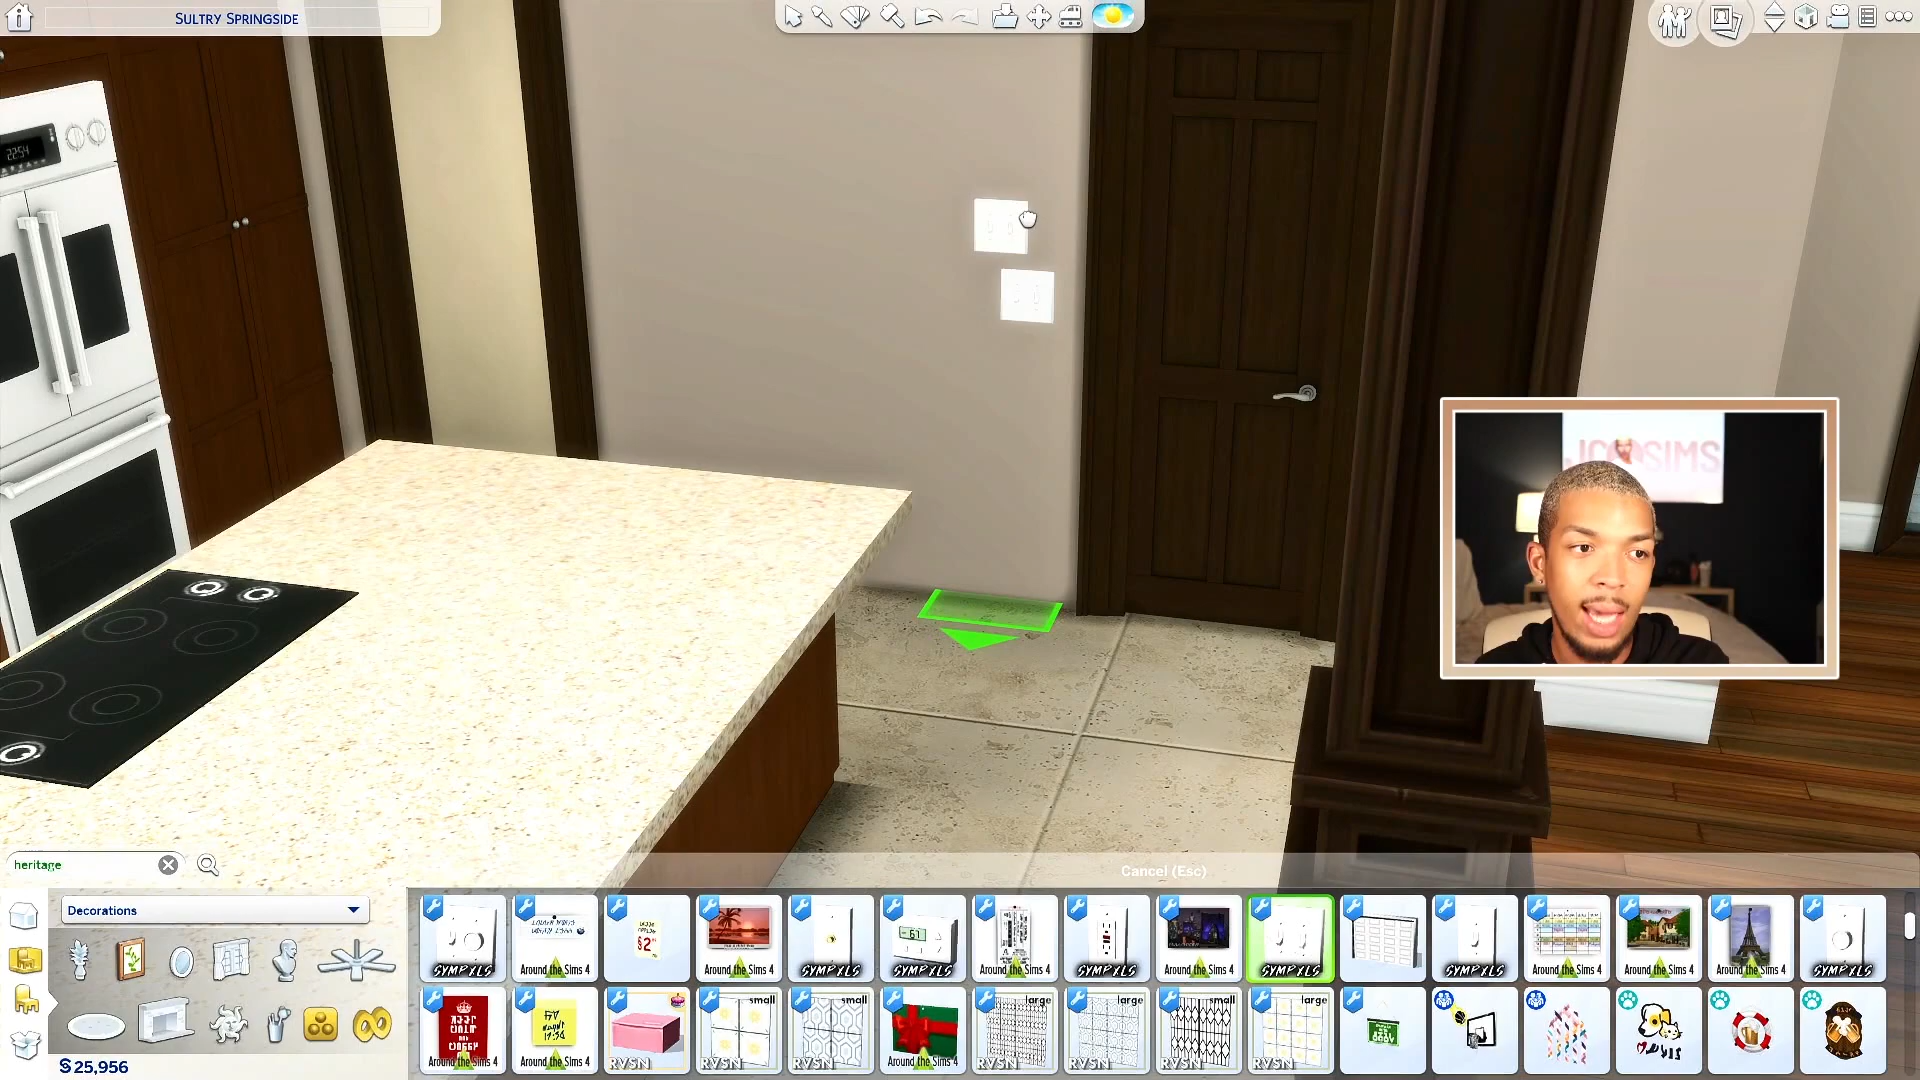 SULTRY SPRINGSIDE
22:54
JCOSIMS
heritage
Cancel (Esc)
Decorations
§25,956
SYMPXLS
Around the Sims 4
Around the Sims 4
SYMPXLS
SYMPXLS
Around the Sims 4
SYMPXLS
Around the Sims 4
SYMPXLS
SYMPXLS
Around the Sims 4
Around the Sims 4
Around the Sims 4
SYMPXLS
Around the Sims 4
Around the Sims 4
RVSN
small
RVSN
small
RVSN
Around the Sims 4
large
RVSN
large
RVSN
small
RVSN
large
RVSN